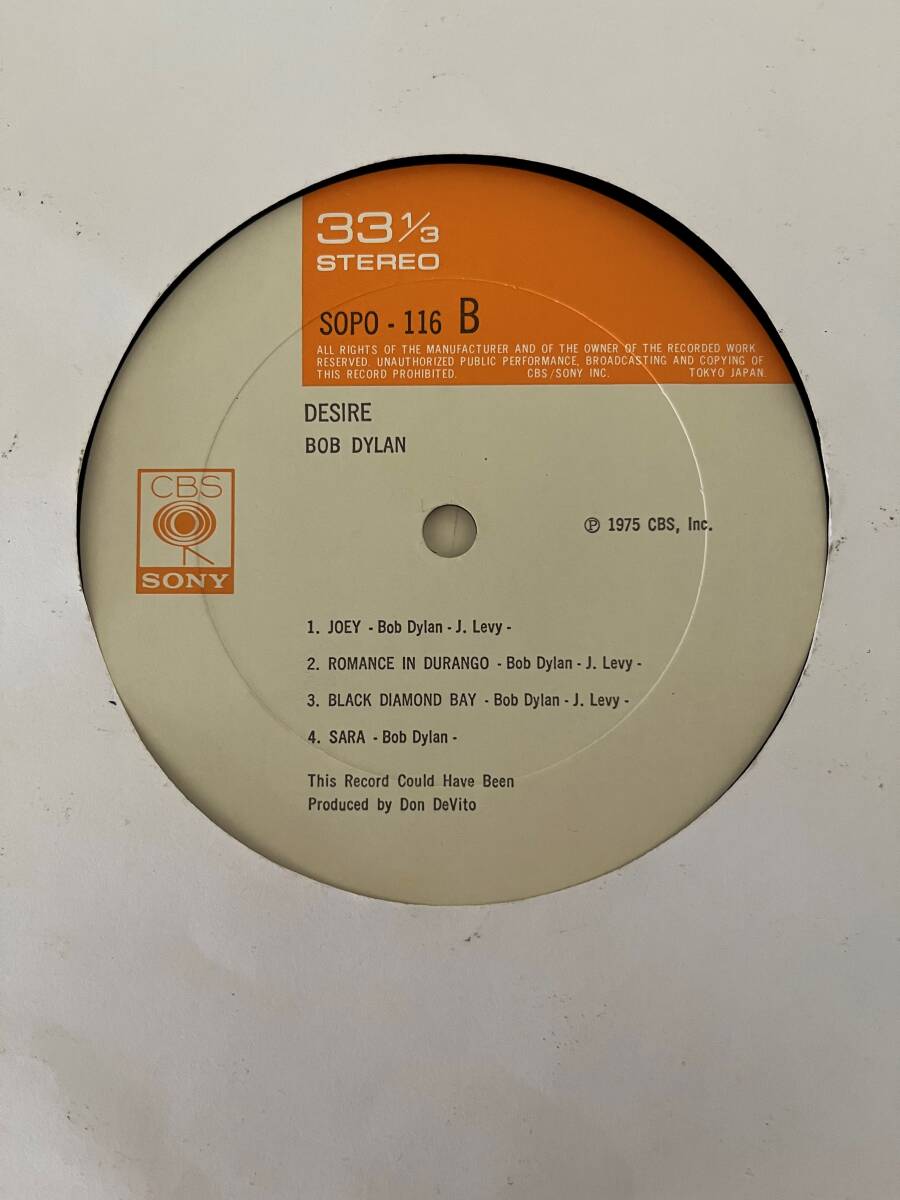 33 1/3
STEREO
SOPO - 116 B
ALL RIGHTS OF THE MANUFACTURER AND OF THE OWNER OF THE RECORDED WORK
RESERVED. UNAUTHORIZED PUBLIC PERFORMANCE, BROADCASTING AND COPYING OF
THIS RECORD PROHIBITED. CBS/SONY INC. TOKYO JAPAN.
DESIRE
BOB DYLAN
CBS
SONY
℗ 1975 CBS, Inc.
1. JOEY - Bob Dylan - J. Levy -
2. ROMANCE IN DURANGO - Bob Dylan - J. Levy -
3. BLACK DIAMOND BAY - Bob Dylan - J. Levy -
4. SARA - Bob Dylan -
This Record Could Have Been
Produced by Don DeVito